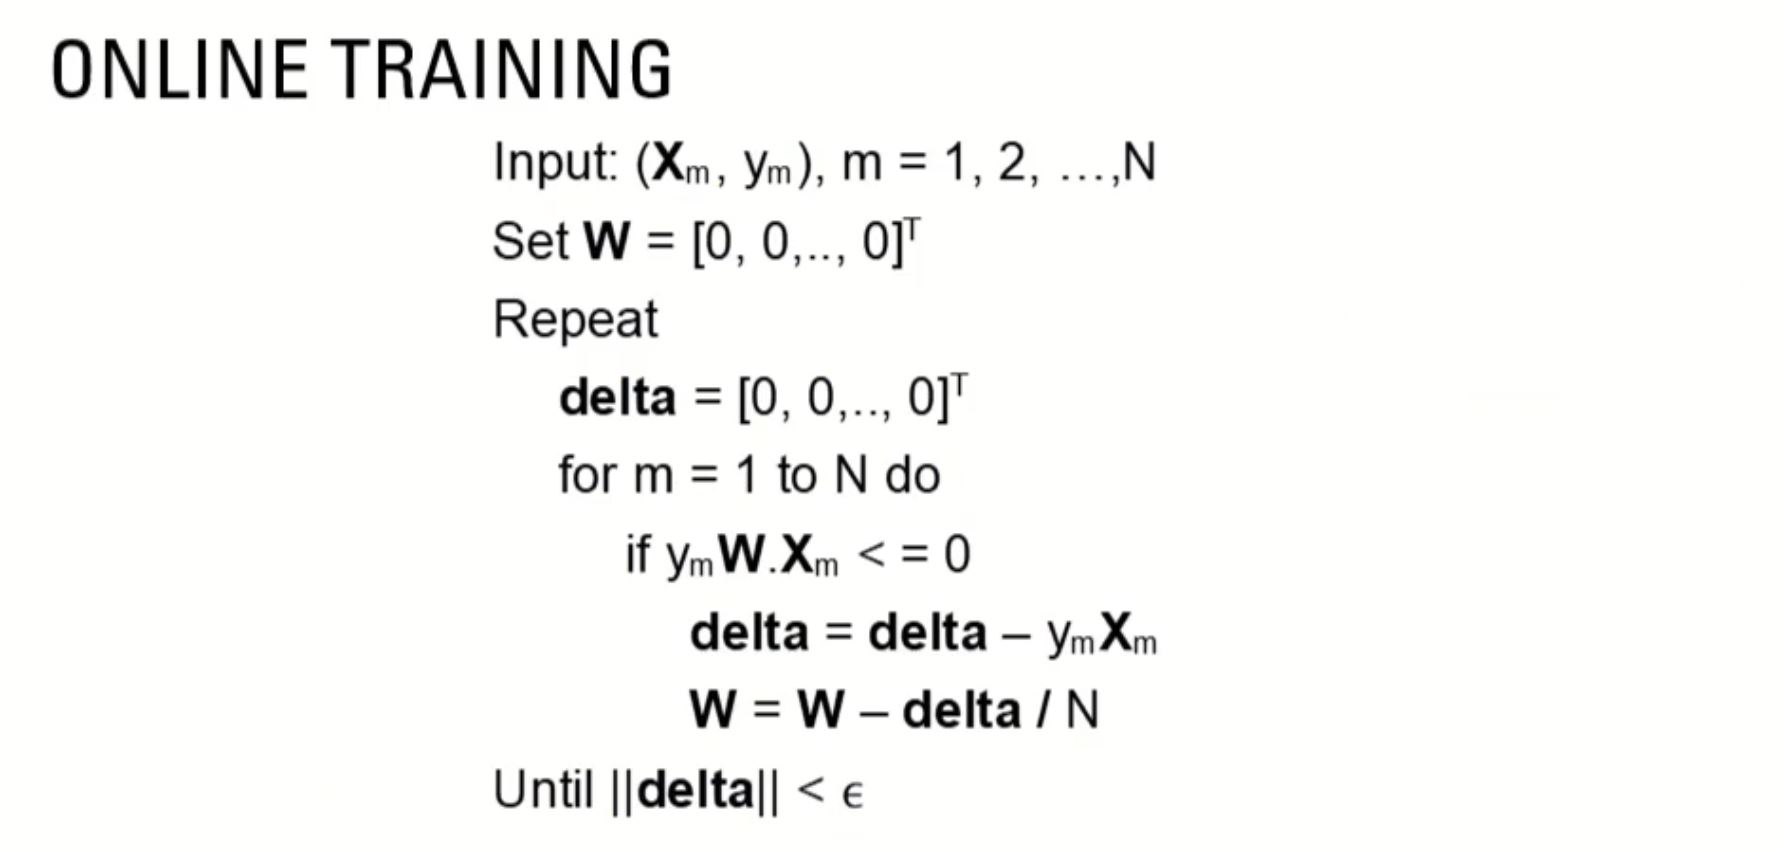 ONLINE TRAINING
Input: (Xm, ym), m = 1, 2, ...,N
Set W = [0, 0,.., 0]T
Repeat
delta = [0, 0,.., 0]T
for m = 1 to N do
if ymW.Xm < = 0
delta = delta – ymXm
W = W – delta / N
Until ||delta|| < ϵ